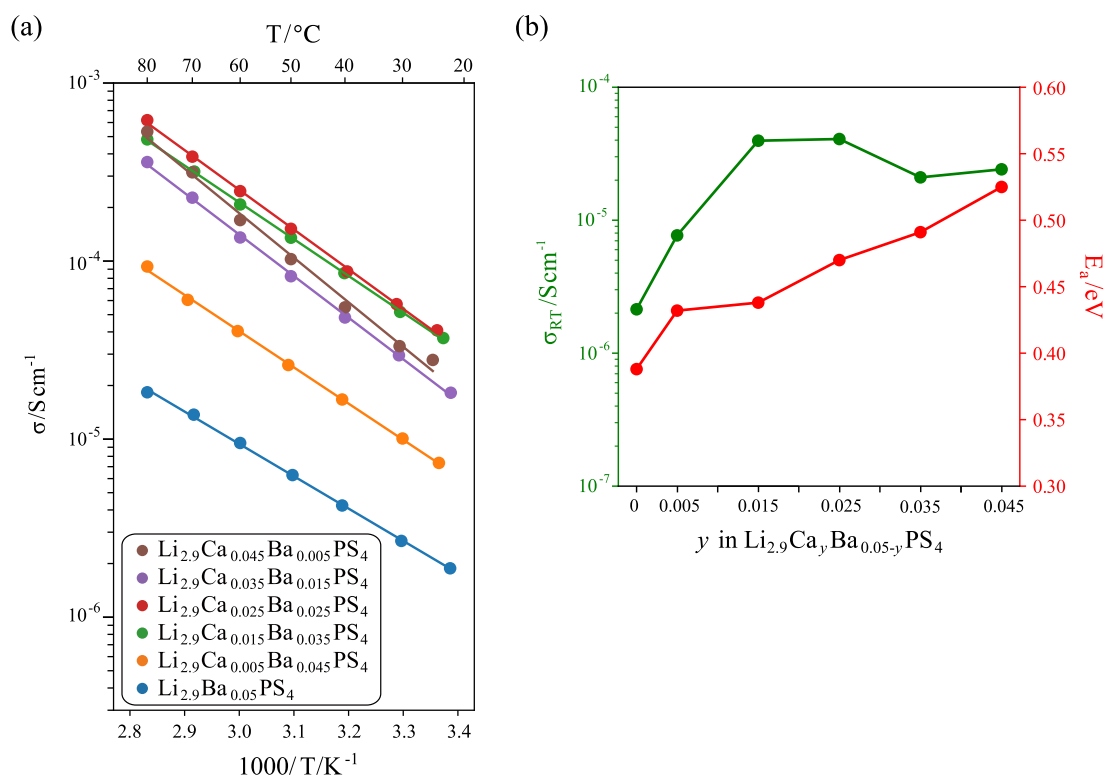 (a)
T/°C
80 70 60 50 40 30 20
10⁻³
10⁻⁴
10⁻⁵
10⁻⁶
σ/S cm⁻¹
Li₂.₉Ca₀.₀₄₅Ba₀.₀₀₅PS₄
Li₂.₉Ca₀.₀₃₅Ba₀.₀₁₅PS₄
Li₂.₉Ca₀.₀₂₅Ba₀.₀₂₅PS₄
Li₂.₉Ca₀.₀₁₅Ba₀.₀₃₅PS₄
Li₂.₉Ca₀.₀₀₅Ba₀.₀₄₅PS₄
Li₂.₉Ba₀.₀₅PS₄
2.8 2.9 3.0 3.1 3.2 3.3 3.4
1000/T/K⁻¹
(b)
10⁻⁴
10⁻⁵
10⁻⁶
10⁻⁷
σRT/S cm⁻¹
0.60
0.55
0.50
0.45
0.40
0.35
0.30
Eₐ/eV
0 0.005 0.015 0.025 0.035 0.045
y in Li₂.₉CayBa₀.₀₅₋yPS₄